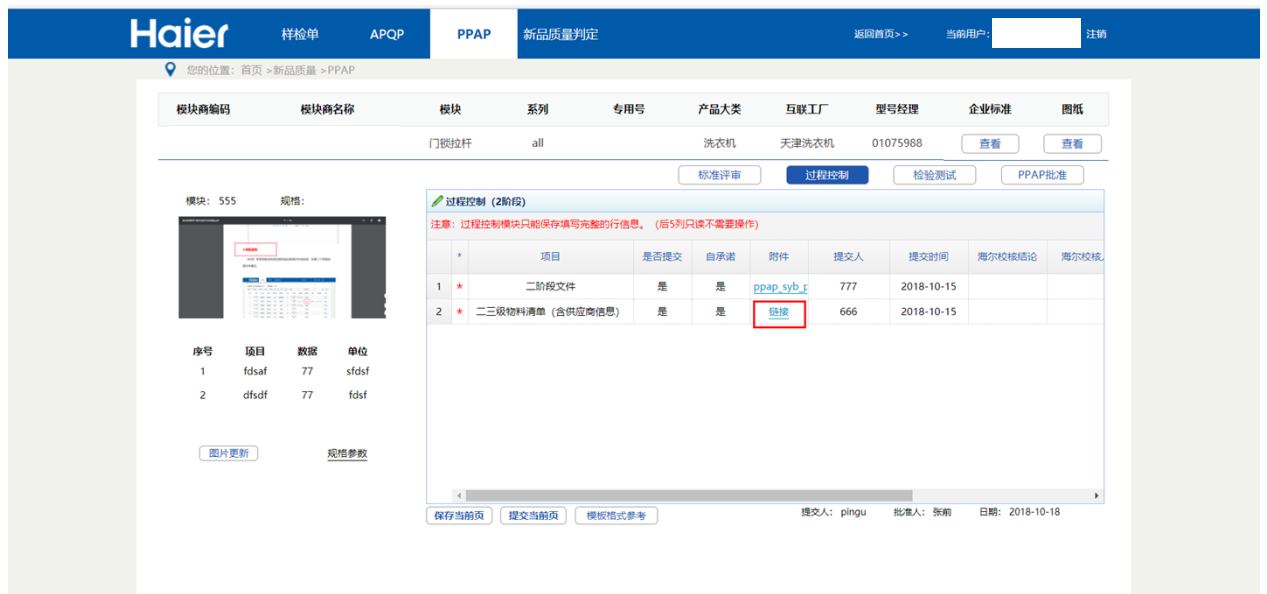 Haier 样检单 APQP PPAP 新品质量判定 返回首页>> 当前用户: 注销
您的位置: 首页 >新品质量 >PPAP
模块商编码 模块商名称 模块 系列 专用号 产品大类 互联工厂 型号经理 企业标准 图纸
门锁拉杆 all 洗衣机 天津洗衣机 01075988 查看 查看
标准评审 过程控制 检验测试 PPAP批准
模块: 555 规格:
过程控制 (2阶段)
注意: 过程控制模块只能保存填写完整的行信息。 (后5列只读不需要操作)
* 项目 是否提交 自承诺 附件 提交人 提交时间 海尔校核结论 海尔校核
1 * 二阶段文件 是 是 ppap_syb_p 777 2018-10-15
2 * 二三级物料清单 (含供应商信息) 是 是 链接 666 2018-10-15
序号 项目 数据 单位
1 fdsaf 77 sfdsf
2 dfsdf 77 fdsf
图片更新 规格参数
保存当前页 提交当前页 模板格式参考 提交人: pingu 批准人: 张前 日期: 2018-10-18